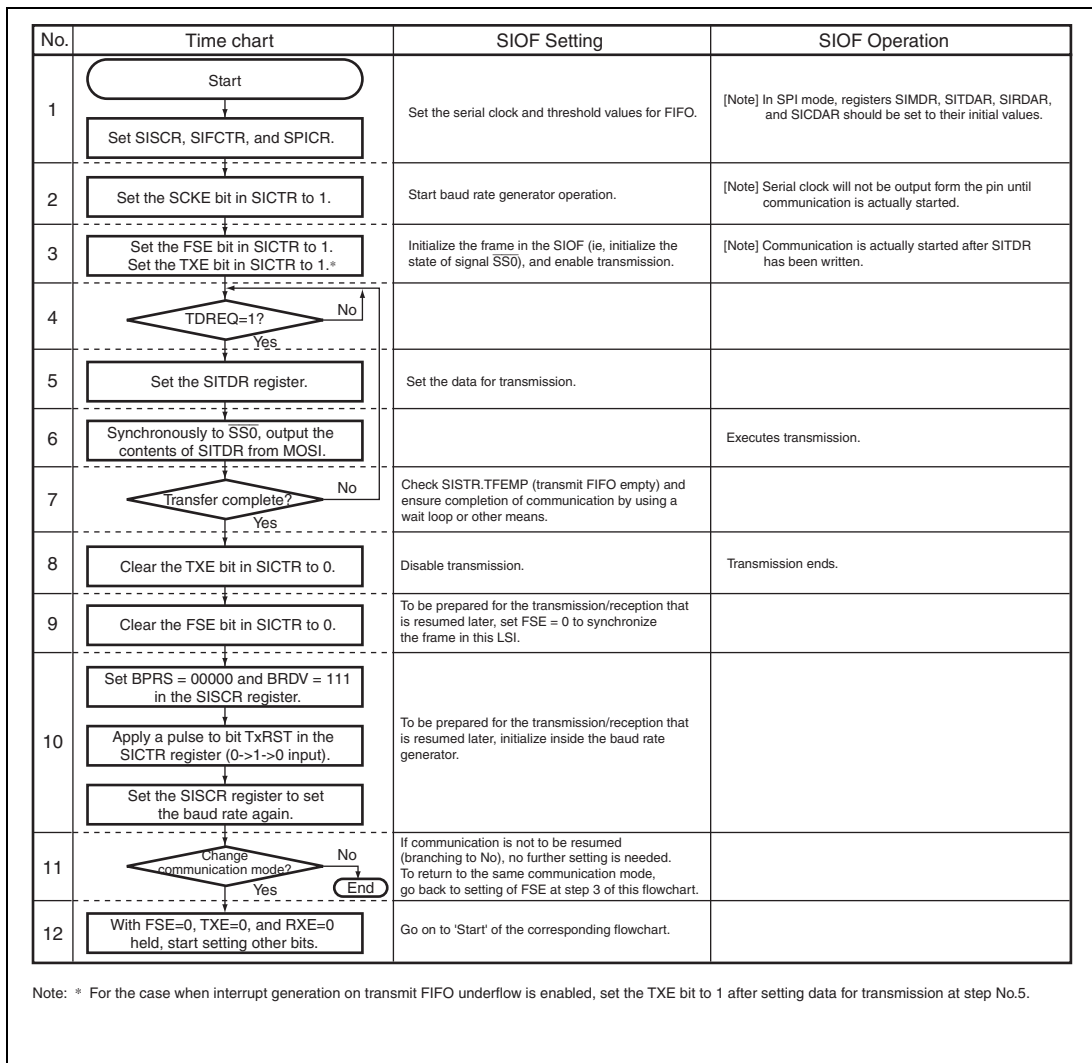 No.
Time chart
SIOF Setting
SIOF Operation
1
Start
Set SISCR, SIFCTR, and SPICR.
Set the serial clock and threshold values for FIFO.
[Note] In SPI mode, registers SIMDR, SITDAR, SIRDAR,
and SICDAR should be set to their initial values.
2
Set the SCKE bit in SICTR to 1.
Start baud rate generator operation.
[Note] Serial clock will not be output form the pin until
communication is actually started.
3
Set the FSE bit in SICTR to 1.
Set the TXE bit in SICTR to 1.*
Initialize the frame in the SIOF (ie, initialize the
state of signal SS0), and enable transmission.
[Note] Communication is actually started after SITDR
has been written.
4
TDREQ=1?
No
Yes
5
Set the SITDR register.
Set the data for transmission.
6
Synchronously to SS0, output the
contents of SITDR from MOSI.
Executes transmission.
7
Transfer complete?
No
Yes
Check SISTR.TFEMP (transmit FIFO empty) and
ensure completion of communication by using a
wait loop or other means.
8
Clear the TXE bit in SICTR to 0.
Disable transmission.
Transmission ends.
9
Clear the FSE bit in SICTR to 0.
To be prepared for the transmission/reception that
is resumed later, set FSE = 0 to synchronize
the frame in this LSI.
10
Set BPRS = 00000 and BRDV = 111
in the SISCR register.
Apply a pulse to bit TxRST in the
SICTR register (0->1->0 input).
Set the SISCR register to set
the baud rate again.
To be prepared for the transmission/reception that
is resumed later, initialize inside the baud rate
generator.
11
Change
communication mode?
No
Yes
End
If communication is not to be resumed
(branching to No), no further setting is needed.
To return to the same communication mode,
go back to setting of FSE at step 3 of this flowchart.
12
With FSE=0, TXE=0, and RXE=0
held, start setting other bits.
Go on to 'Start' of the corresponding flowchart.
Note: * For the case when interrupt generation on transmit FIFO underflow is enabled, set the TXE bit to 1 after setting data for transmission at step No.5.